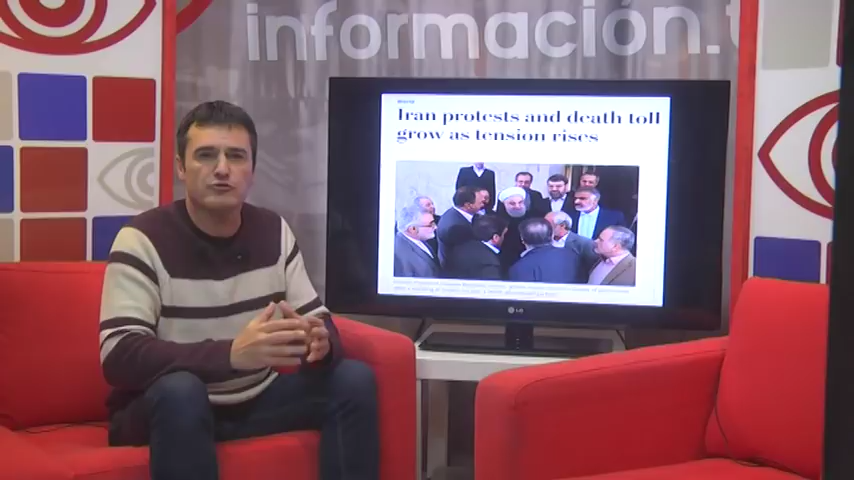 información.t
World
Iran protests and death toll
grow as tension rises
LG